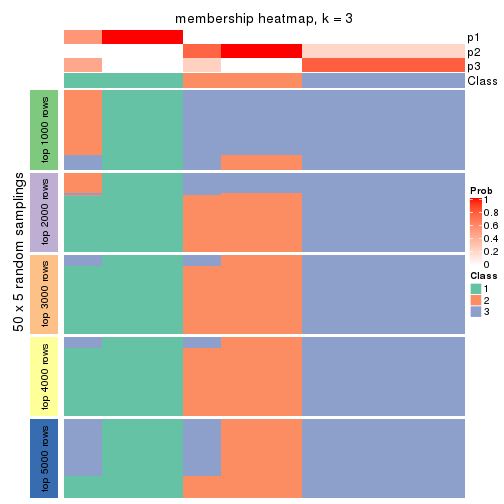 membership heatmap, k = 3
p1
p2
p3
Class
50 x 5 random samplings
top 1000 rows
top 2000 rows
top 3000 rows
top 4000 rows
top 5000 rows
Prob
1
0.8
0.6
0.4
0.2
0
Class
1
2
3